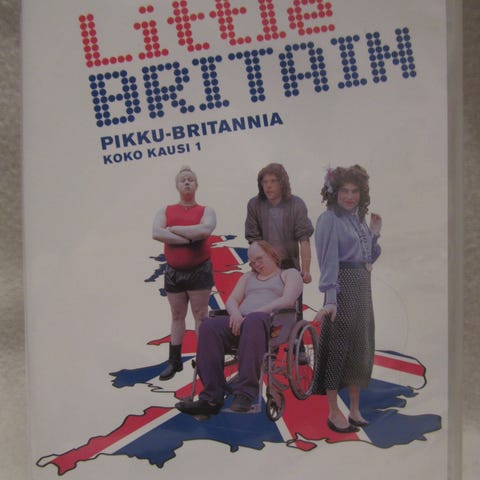 Little
BRITAIN
PIKKU-BRITANNIA
KOKO KAUSI 1